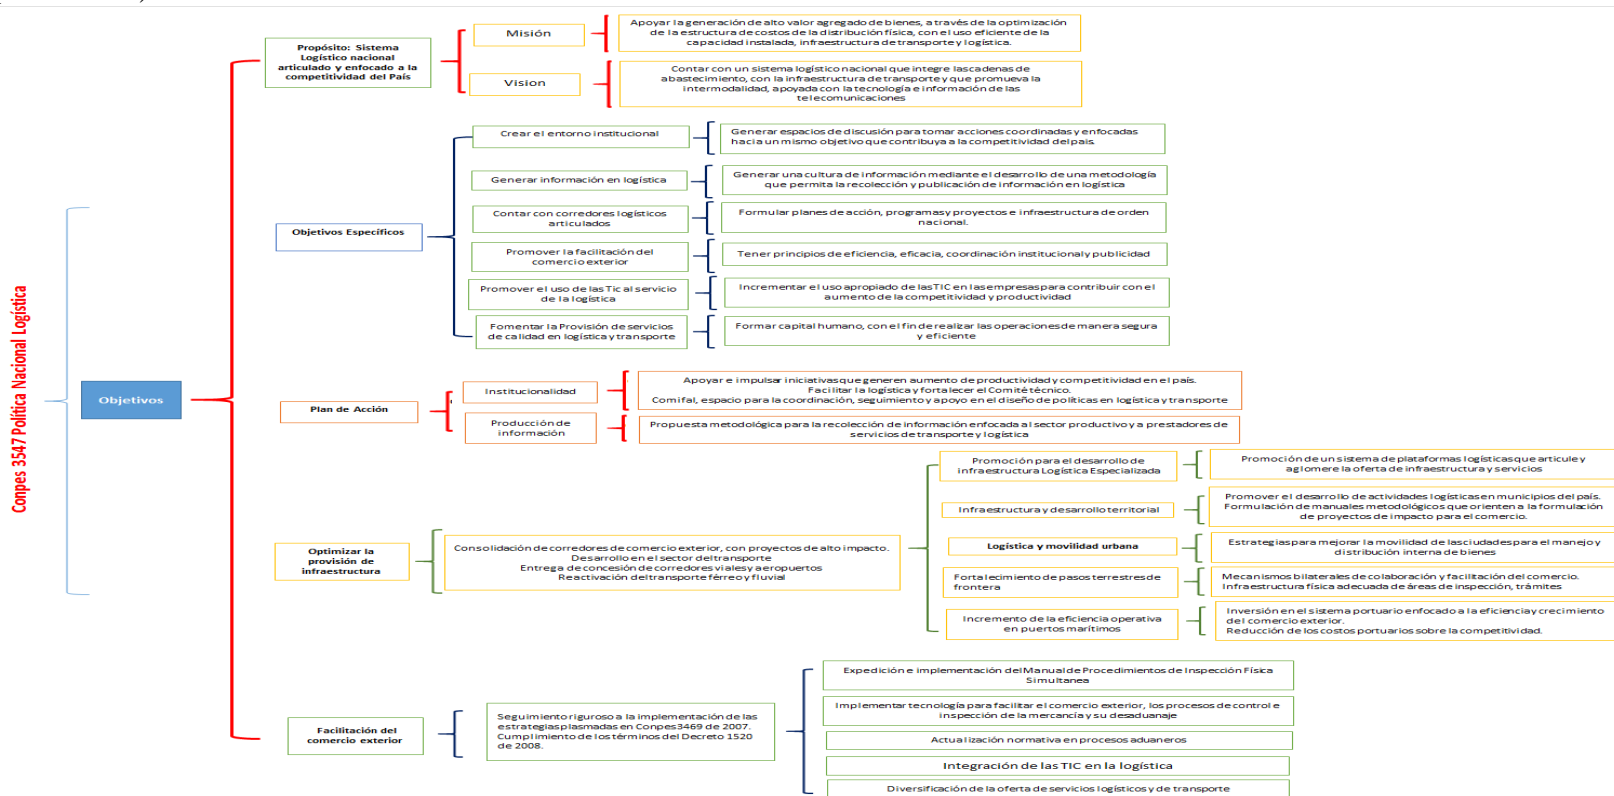 Conpes 3547 Política Nacional Logística
Objetivos
Propósito: Sistema
Logístico nacional
articulado y enfocado a la
competitividad del País
Misión
Apoyar la generación de alto valor agregado de bienes, a través de la optimización
de la estructura de costos de la distribución física, con el uso eficiente de la
capacidad instalada, infraestructura de transporte y logística.
Vision
Contar con un sistema logístico nacional que integre las cadenas de
abastecimiento, con la infraestructura de transporte y que promueva la
intermodalidad, apoyada con la tecnología e información de las
telecomunicaciones
Objetivos Específicos
Crear el entorno institucional
Generar espacios de discusión para tomar acciones coordinadas y enfocadas
hacia un mismo objetivo que contribuya a la competitividad del pais.
Generar información en logística
Generar una cultura de información mediante el desarrollo de una metodología
que permita la recolección y publicación de información en logística
Contar con corredores logísticos
articulados
Formular planes de acción, programas y proyectos e infraestructura de orden
nacional.
Promover la facilitación del
comercio exterior
Tener principios de eficiencia, eficacia, coordinación institucional y publicidad
Promover el uso de las Tic al servicio
de la logística
Incrementar el uso apropiado de las TIC en las empresas para contribuir con el
aumento de la competitividad y productividad
Fomentar la Provisión de servicios
de calidad en logística y transporte
Formar capital humano, con el fin de realizar las operaciones de manera segura
y eficiente
Plan de Acción
Institucionalidad
Apoyar e impulsar iniciativas que generen aumento de productividad y competitividad en el país.
Facilitar la logística y fortalecer el Comité técnico.
Comifal, espacio para la coordinación, seguimiento y apoyo en el diseño de políticas en logística y transporte
Producción de
información
Propuesta metodológica para la recolección de información enfocada al sector productivo y a prestadores de
servicios de transporte y logística
Optimizar la
provisión de
infraestructura
Consolidación de corredores de comercio exterior, con proyectos de alto impacto.
Desarrollo en el sector del transporte
Entrega de concesión de corredores viales y aeropuertos
Reactivación del transporte férreo y fluvial
Promoción para el desarrollo de
infraestructura Logística Especializada
Promoción de un sistema de plataformas logísticas que articule y
aglomere la oferta de infraestructura y servicios
Infraestructura y desarrollo territorial
Promover el desarrollo de actividades logísticas en municipios del país.
Formulación de manuales metodológicos que orienten a la formulación
de proyectos de impacto para el comercio.
Logística y movilidad urbana
Estrategias para mejorar la movilidad de las ciudades para el manejo y
distribución interna de bienes
Fortalecimiento de pasos terrestres de
frontera
Mecanismos bilaterales de colaboración y facilitación del comercio.
Infraestructura física adecuada de áreas de inspección, trámites
Incremento de la eficiencia operativa
en puertos marítimos
Inversión en el sistema portuario enfocado a la eficiencia y crecimiento
del comercio exterior.
Reducción de los costos portuarios sobre la competitividad.
Facilitación del
comercio exterior
Seguimiento riguroso a la implementación de las
estrategias plasmadas en Conpes 3469 de 2007.
Cumplimiento de los términos del Decreto 1520
de 2008.
Expedición e implementación del Manual de Procedimientos de Inspección Física
Simultanea
Implementar tecnología para facilitar el comercio exterior, los procesos de control e
inspección de la mercancía y su desaduanaje
Actualización normativa en procesos aduaneros
Integración de las TIC en la logística
Diversificación de la oferta de servicios logísticos y de transporte